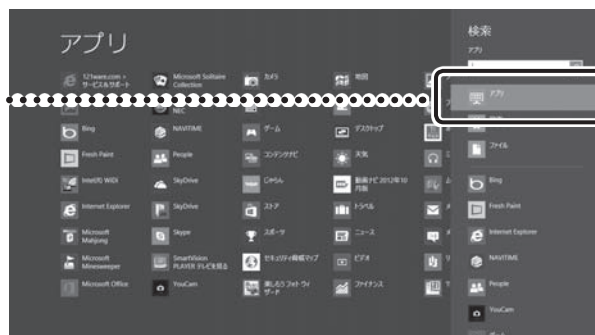 アプリ
121ware.com
サービス&サポート
Microsoft Solitaire
Collection
カメラ
地図
NEC
Bing
NAVITIME
ゲーム
デスクトップ
Fresh Paint
People
コンテンツナビ
天気
Intel(R) WiDi
SkyDrive
じゃらん
動画ナビ 2012年10
月版
Internet Explorer
SkyDrive
ストア
トラベル
Microsoft
Mahjong
Skype
スポーツ
ニュース
Microsoft
Minesweeper
SmartVision
PLAYER テレビを見る
セキュリティ脅威マップ
ビデオ
Microsoft Office
YouCam
楽しもうフォト ウィ
ザード
ファイナンス
検索
アプリ
アプリ
ファイル
Bing
Fresh Paint
Internet Explorer
NAVITIME
People
YouCam